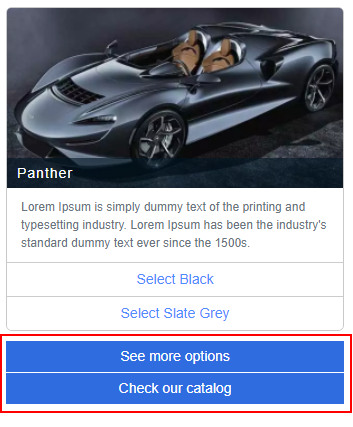 Panther
Lorem Ipsum is simply dummy text of the printing and
typesetting industry. Lorem Ipsum has been the industry's
standard dummy text ever since the 1500s.
Select Black
Select Slate Grey
See more options
Check our catalog